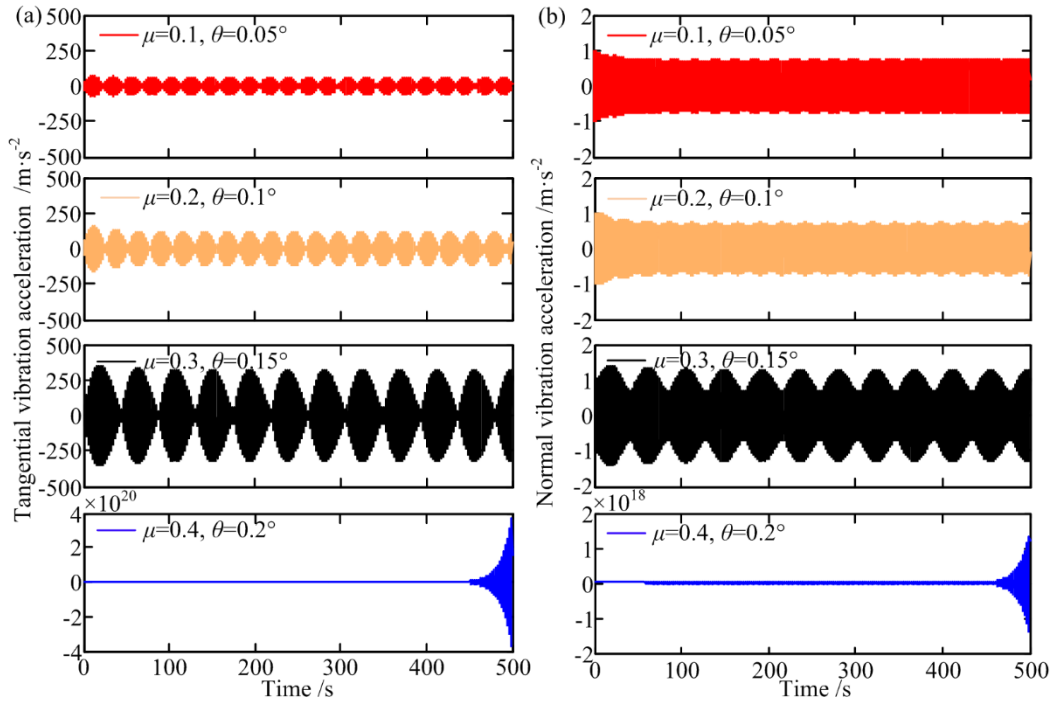 (a)
Tangential vibration acceleration /m·s⁻²
500
250
0
-250
-500
μ=0.1, θ=0.05°
500
250
0
-250
-500
μ=0.2, θ=0.1°
500
250
0
-250
-500
μ=0.3, θ=0.15°
×10²⁰
4
2
0
-2
-4
μ=0.4, θ=0.2°
0 100 200 300 400 500
Time /s
(b)
Normal vibration acceleration /m·s⁻²
2
1
0
-1
-2
μ=0.1, θ=0.05°
2
1
0
-1
-2
μ=0.2, θ=0.1°
2
1
0
-1
-2
μ=0.3, θ=0.15°
×10¹⁸
2
1
0
-1
-2
μ=0.4, θ=0.2°
0 100 200 300 400 500
Time /s